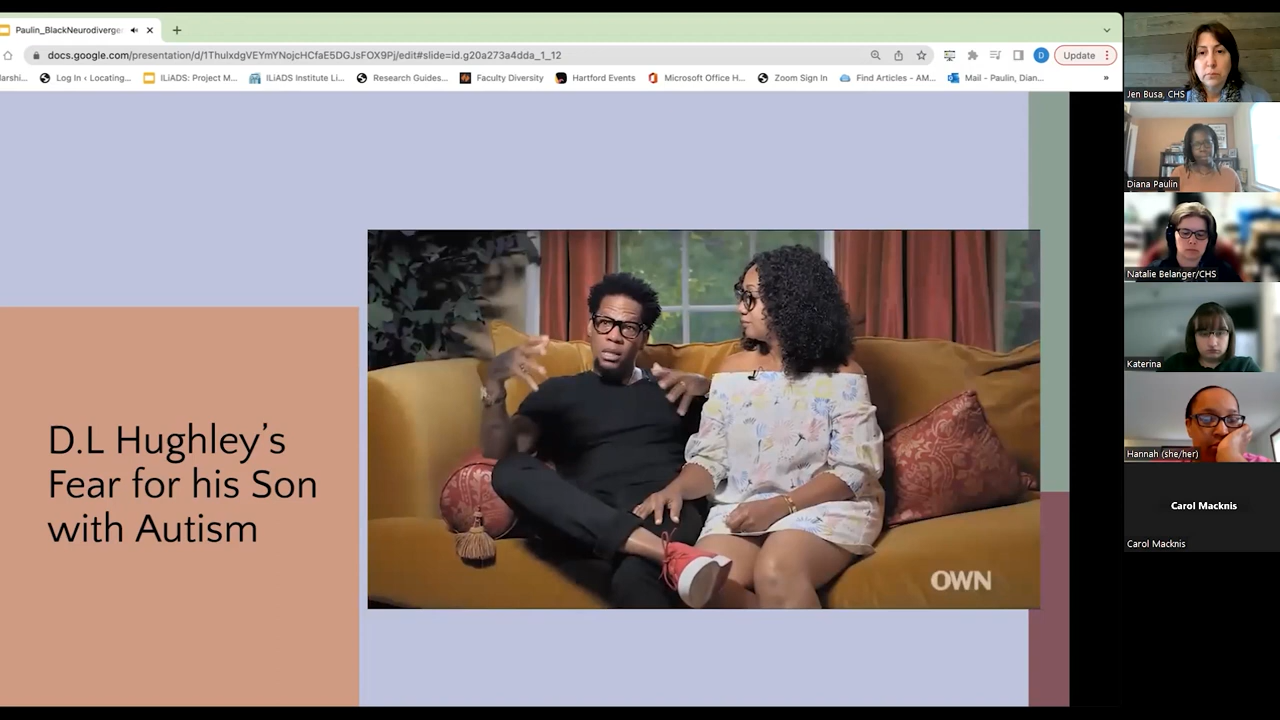 Paulin_BlackNeurodiverge
docs.google.com/presentation/d/1ThulxdgVEYmYNojcHCfaE5DGJsFOX9Pj/edit#slide=id.g20a273a4dda_1_12
Update
D
larshi...
Log In ‹ Locating...
ILiADS: Project M...
ILiADS Institute Li...
Research Guides...
Faculty Diversity
Hartford Events
Microsoft Office H...
Zoom Sign In
Find Articles - AM...
Mail - Paulin, Dian...
»
D.L Hughley's
Fear for his Son
with Autism
OWN
Jen Busa, CHS
Diana Paulin
Natalie Belanger/CHS
Katerina
Hannah (she/her)
Carol Macknis
Carol Macknis